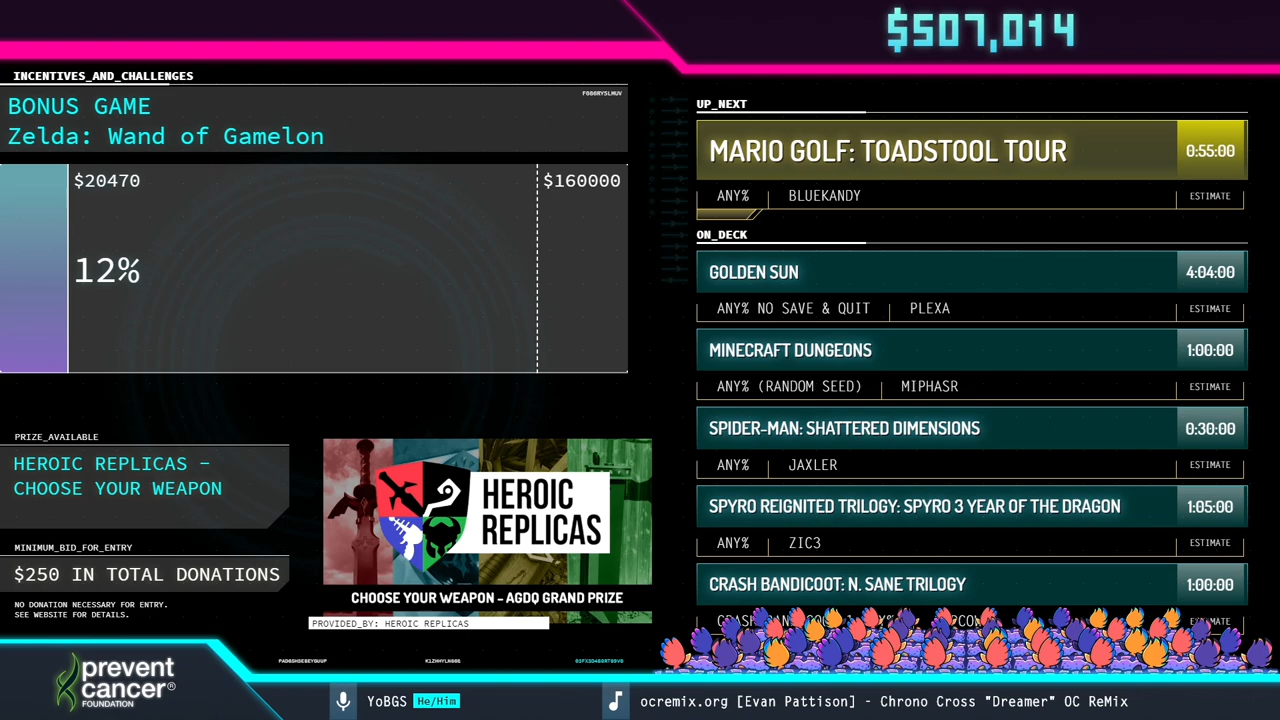 $507,014
INCENTIVES_AND_CHALLENGES
BONUS GAME
Zelda: Wand of Gamelon
$20470
$160000
12%
PRIZE_AVAILABLE
HEROIC REPLICAS -
CHOOSE YOUR WEAPON
MINIMUM_BID_FOR_ENTRY
$250 IN TOTAL DONATIONS
NO DONATION NECESSARY FOR ENTRY.
SEE WEBSITE FOR DETAILS.
HEROIC
REPLICAS
CHOOSE YOUR WEAPON - AGDQ GRAND PRIZE
PROVIDED_BY: HEROIC REPLICAS
UP_NEXT
MARIO GOLF: TOADSTOOL TOUR
0:55:00
ANY% BLUEKANDY
ESTIMATE
ON_DECK
GOLDEN SUN
4:04:00
ANY% NO SAVE & QUIT PLEXA
ESTIMATE
MINECRAFT DUNGEONS
1:00:00
ANY% (RANDOM SEED) MIPHASR
ESTIMATE
SPIDER-MAN: SHATTERED DIMENSIONS
0:30:00
ANY% JAXLER
ESTIMATE
SPYRO REIGNITED TRILOGY: SPYRO 3 YEAR OF THE DRAGON
1:05:00
ANY% ZIC3
ESTIMATE
CRASH BANDICOOT: N. SANE TRILOGY
1:00:00
prevent
cancer®
FOUNDATION
YoBGS He/Him
ocremix.org [Evan Pattison] - Chrono Cross "Dreamer" OC ReMix